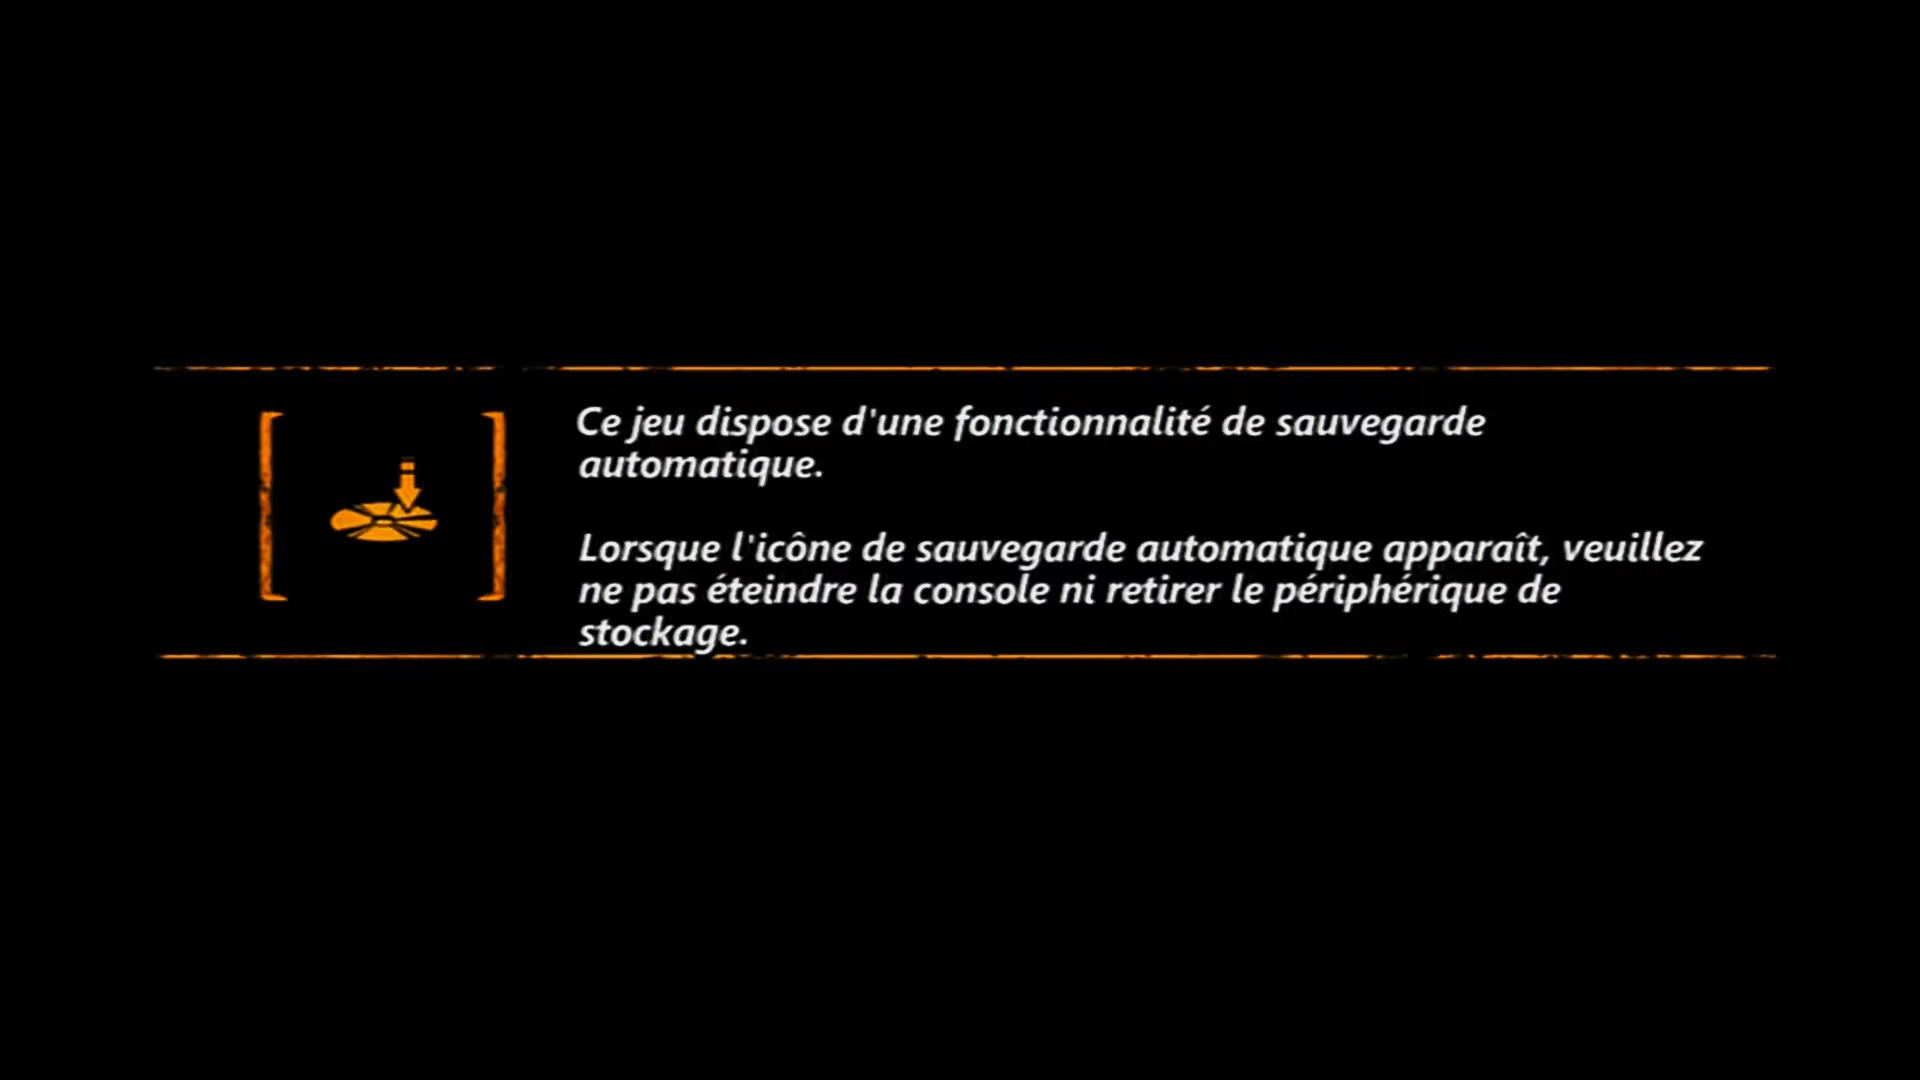 Ce jeu dispose d'une fonctionnalité de sauvegarde
automatique.
Lorsque l'icône de sauvegarde automatique apparaît, veuillez
ne pas éteindre la console ni retirer le périphérique de
stockage.